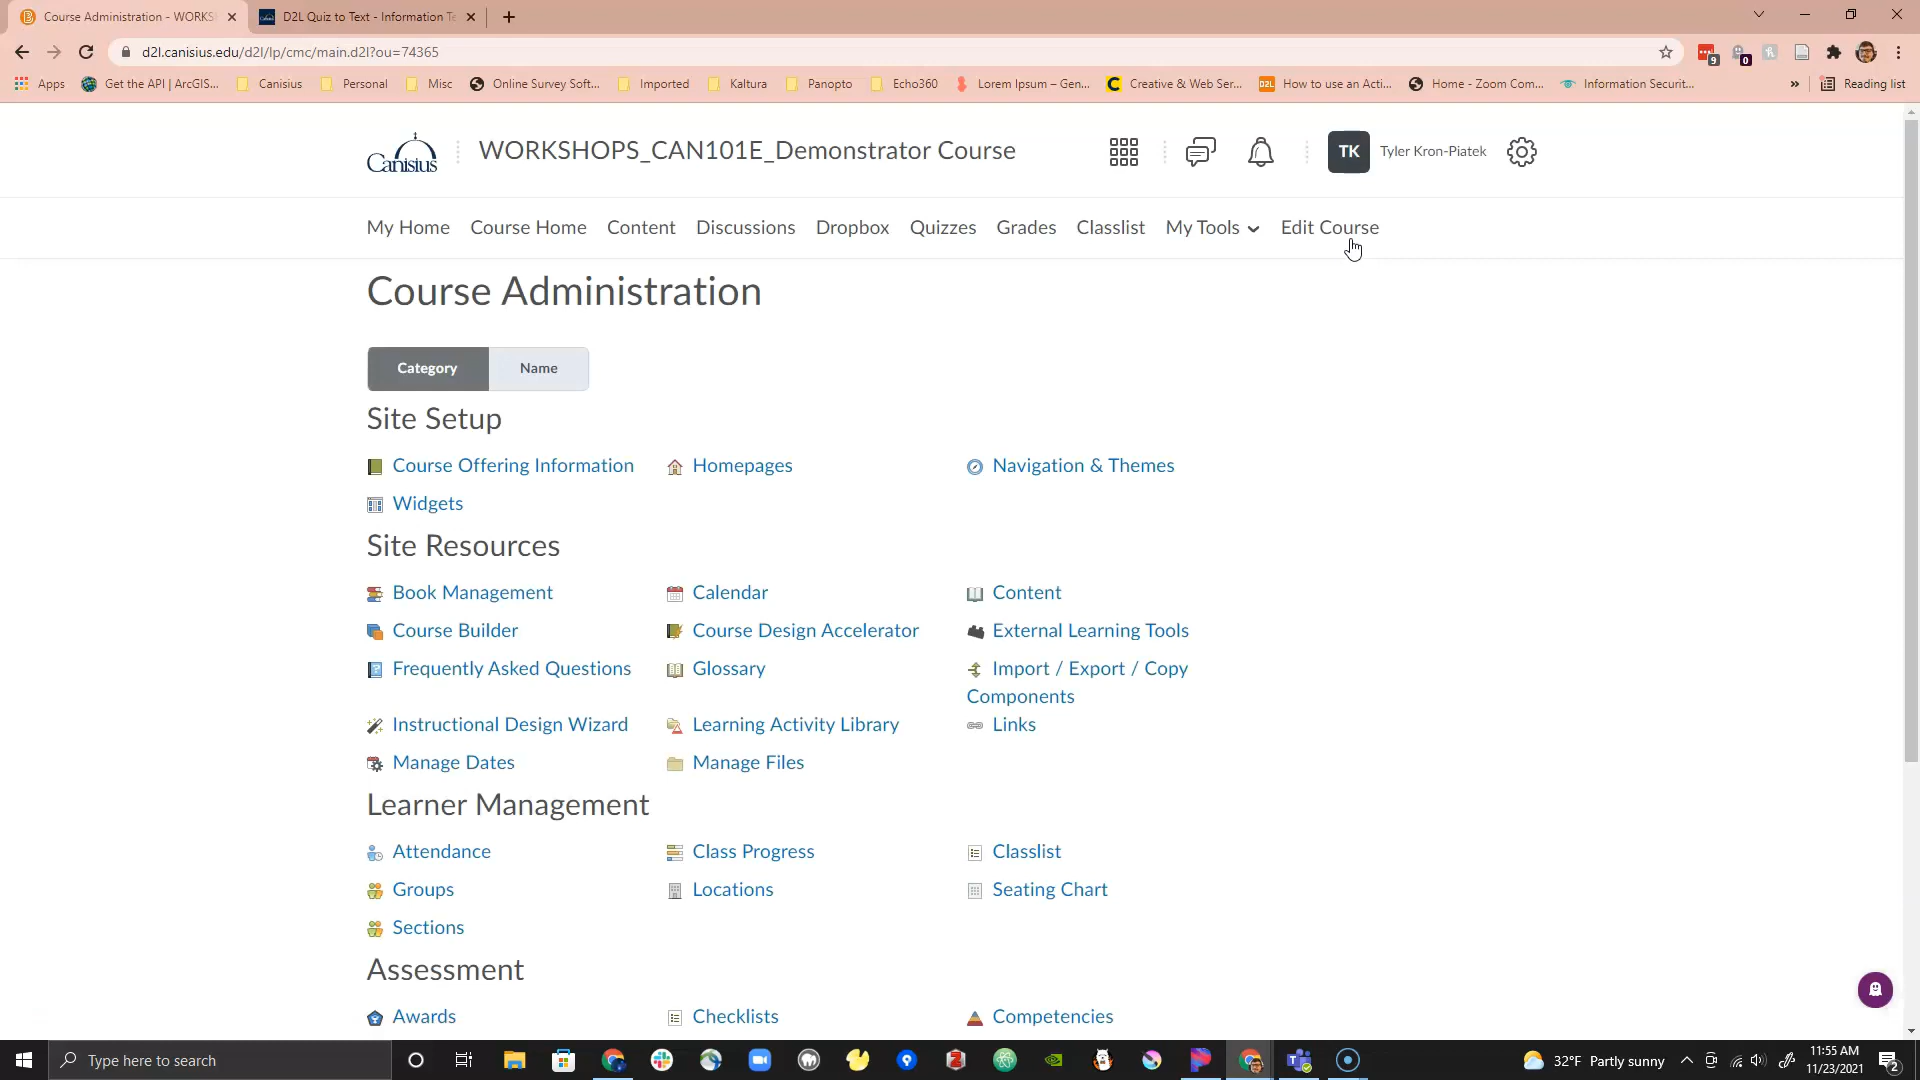 Course Administration - WORKS
D2L Quiz to Text - Information Te
d2l.canisius.edu/d2l/lp/cmc/main.d2l?ou=74365
9
0
Apps
Get the API | ArcGIS...
Canisius
Personal
Misc
Online Survey Soft...
Imported
Kaltura
Panopto
Echo360
Lorem Ipsum – Gen...
Creative & Web Ser...
D2L
How to use an Acti...
Home - Zoom Com...
Information Securit...
»
Reading list
Canisius
WORKSHOPS_CAN101E_Demonstrator Course
TK
Tyler Kron-Piatek
My Home
Course Home
Content
Discussions
Dropbox
Quizzes
Grades
Classlist
My Tools
Edit Course
Course Administration
Category
Name
Site Setup
Course Offering Information
Homepages
Navigation & Themes
Widgets
Site Resources
Book Management
Calendar
Content
Course Builder
Course Design Accelerator
External Learning Tools
Frequently Asked Questions
Glossary
Import / Export / Copy
Components
Instructional Design Wizard
Learning Activity Library
Links
Manage Dates
Manage Files
Learner Management
Attendance
Class Progress
Classlist
Groups
Locations
Seating Chart
Sections
Assessment
Awards
Checklists
Competencies
Type here to search
32°F Partly sunny
11:55 AM
11/23/2021
2